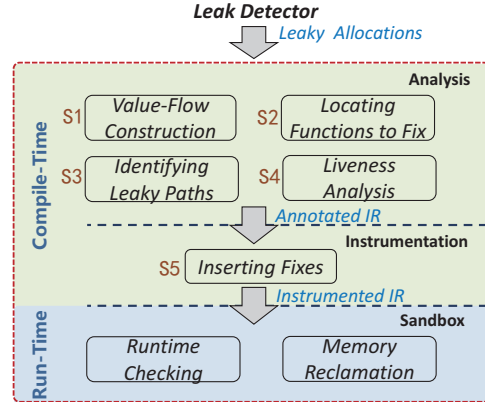 Leak Detector
Leaky Allocations
Analysis
S1
Value-Flow
Construction
S2
Locating
Functions to Fix
S3
Identifying
Leaky Paths
S4
Liveness
Analysis
Compile-Time
Annotated IR
Instrumentation
S5
Inserting Fixes
Instrumented IR
Sandbox
Run-Time
Runtime
Checking
Memory
Reclamation